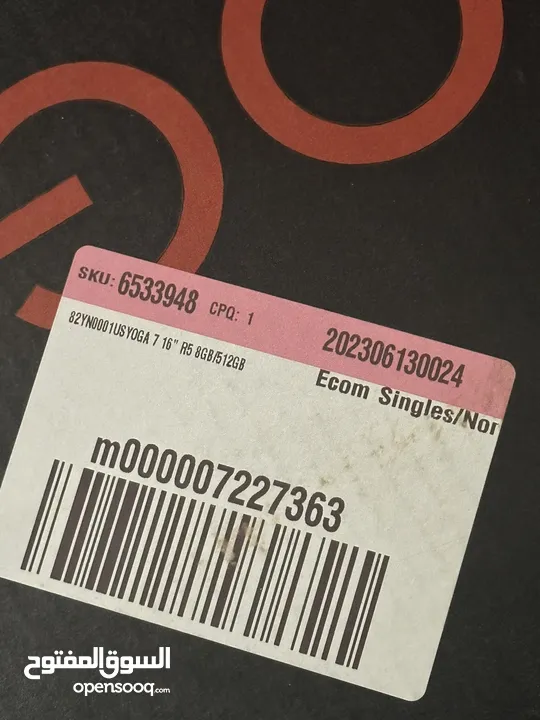 SKU: 6533948 CPQ: 1 202306130024
82YN0001USYOGA 7 16" R5 8GB/512GB
Ecom Singles/Nor
m000007227363
السوق المفتوح
opensooq.com